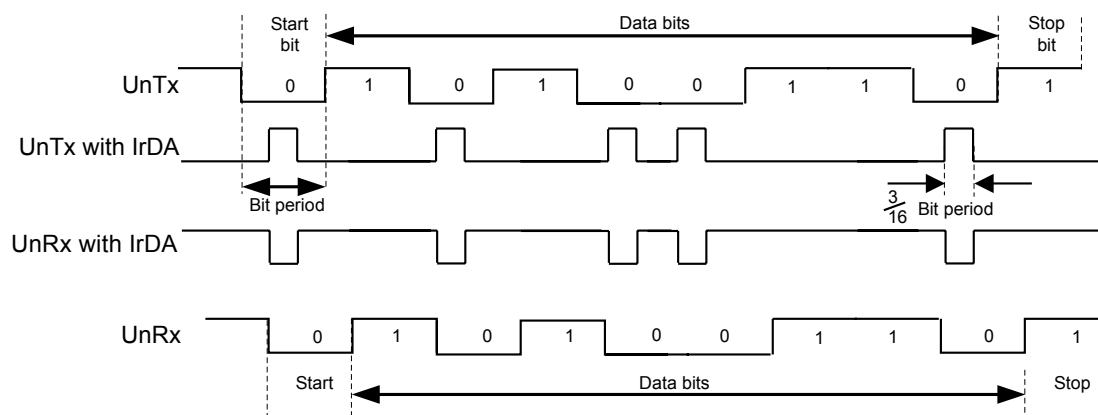 Start
bit
Data bits
Stop
bit
UnTx
0 1 0 1 0 0 1 1 0 1
UnTx with IrDA
Bit period
3/16 Bit period
UnRx with IrDA
UnRx
0 1 0 1 0 0 1 1 0 1
Start
Data bits
Stop